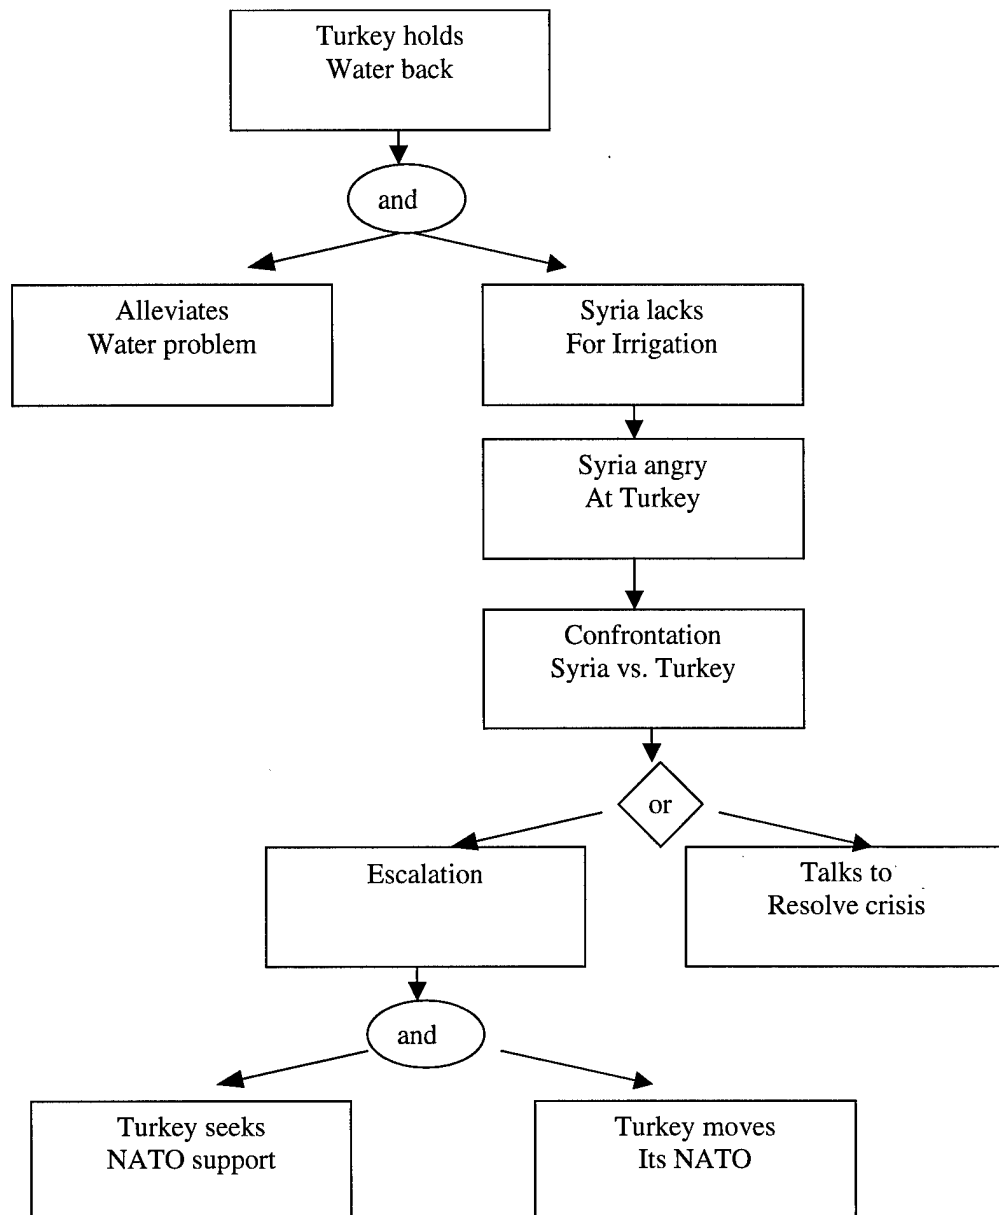 Turkey holds
Water back
and
Alleviates
Water problem
Syria lacks
For Irrigation
Syria angry
At Turkey
Confrontation
Syria vs. Turkey
or
Escalation
Talks to
Resolve crisis
and
Turkey seeks
NATO support
Turkey moves
Its NATO